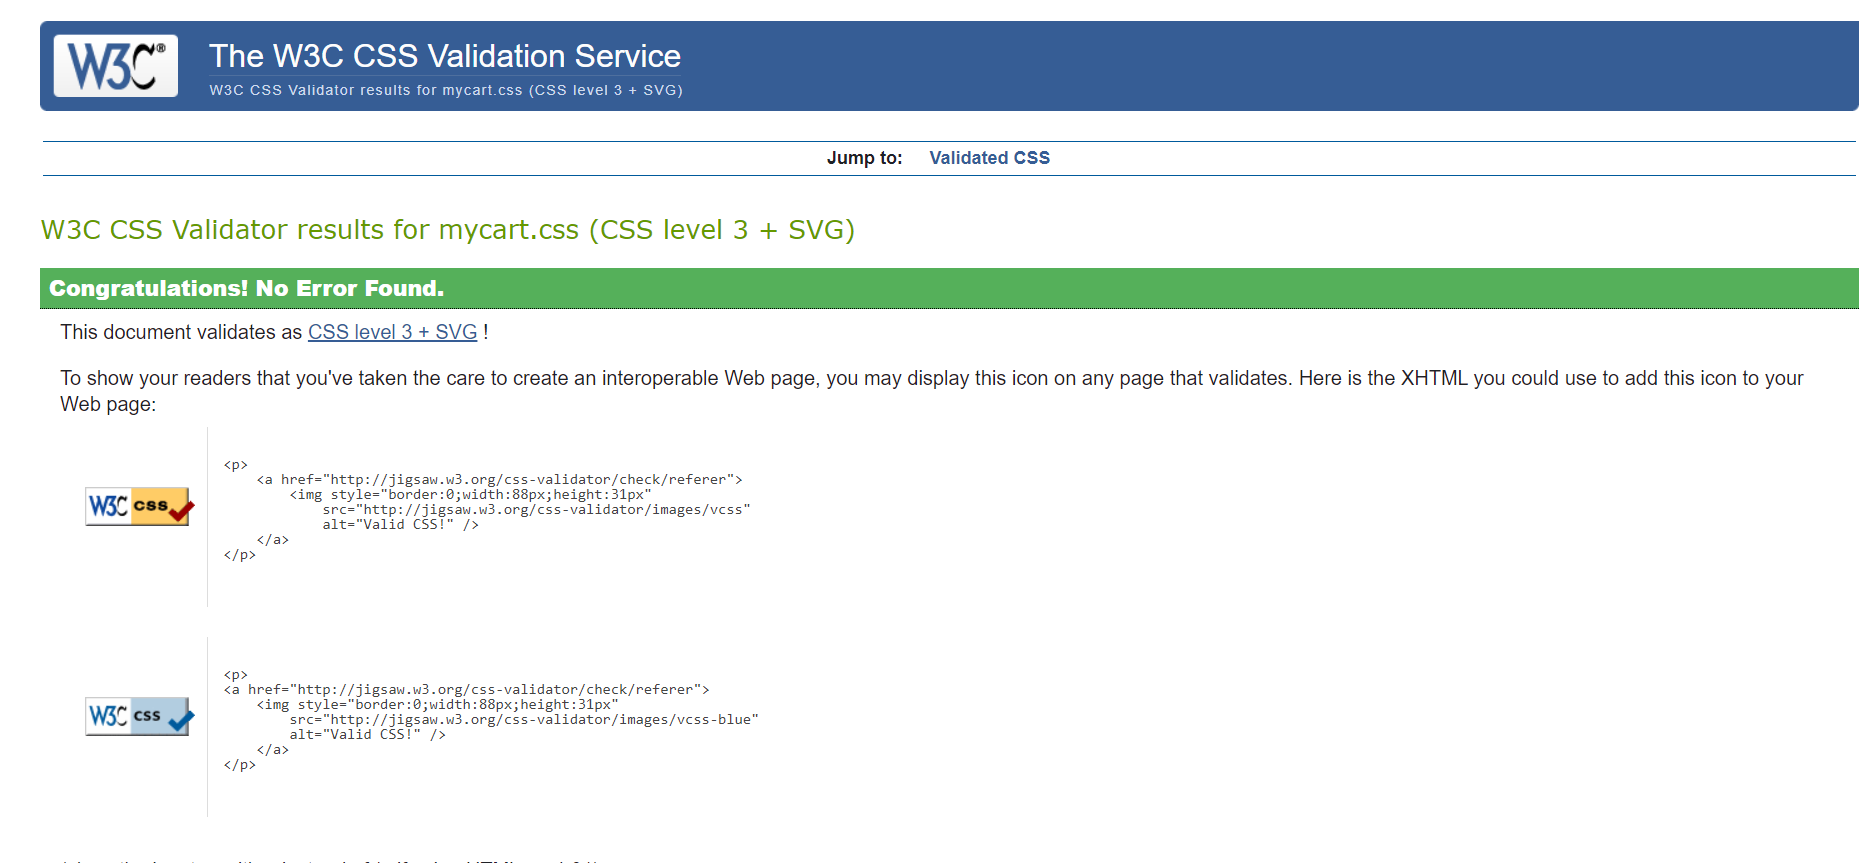 W3C®
The W3C CSS Validation Service
W3C CSS Validator results for mycart.css (CSS level 3 + SVG)
Jump to: Validated CSS
W3C CSS Validator results for mycart.css (CSS level 3 + SVG)
Congratulations! No Error Found.
This document validates as CSS level 3 + SVG !
To show your readers that you've taken the care to create an interoperable Web page, you may display this icon on any page that validates. Here is the XHTML you could use to add this icon to your
Web page:
<p>
<a href="http://jigsaw.w3.org/css-validator/check/referer">
<img style="border:0;width:88px;height:31px"
W3C css
src="http://jigsaw.w3.org/css-validator/images/vcss"
alt="Valid CSS!" />
</a>
</p>
<p>
<a href="http://jigsaw.w3.org/css-validator/check/referer">
<img style="border:0;width:88px;height:31px"
W3C css
src="http://jigsaw.w3.org/css-validator/images/vcss-blue"
alt="Valid CSS!" />
</a>
</p>